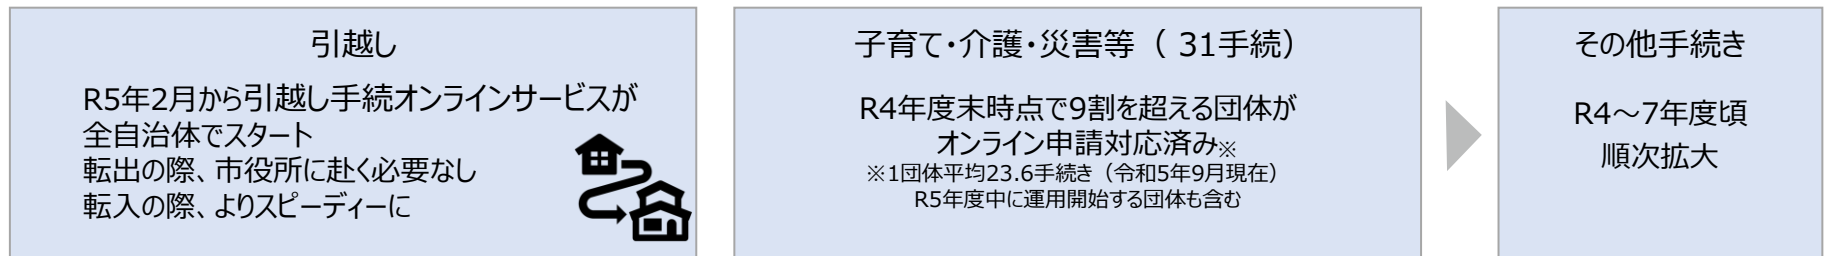 引越し
R5年2月から引越し手続オンラインサービスが
全自治体でスタート
転出の際、市役所に赴く必要なし
転入の際、よりスピーディーに
子育て・介護・災害等（ 31手続）
R4年度末時点で9割を超える団体が
オンライン申請対応済み※
※1団体平均23.6手続き（令和5年9月現在）
R5年度中に運用開始する団体も含む
その他手続き
R4～7年度頃
順次拡大